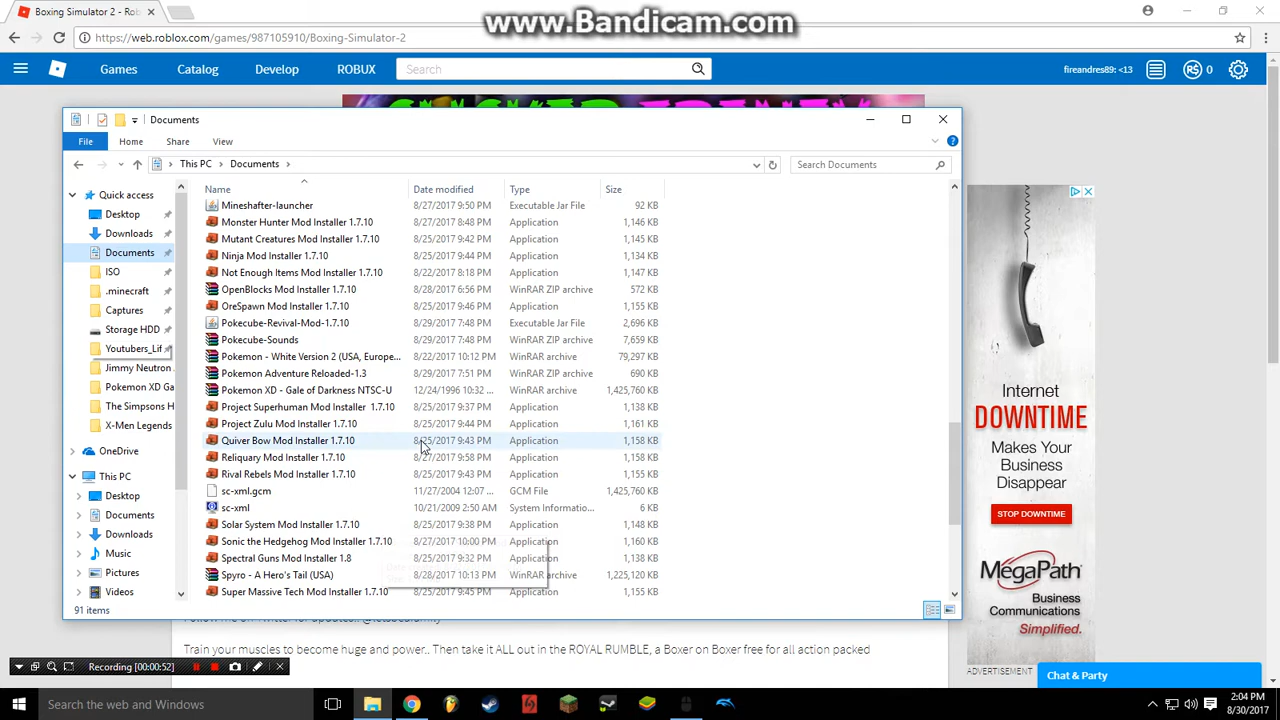 www.Bandicam.com
Boxing Simulator 2 - Rob
https://web.roblox.com/games/987105910/Boxing-Simulator-2
Games
Catalog
Develop
ROBUX
Search
fireandres89: <13
R$ 0
Documents
File
Home
Share
View
This PC
Documents
Search Documents
Quick access
Desktop
Downloads
Documents
ISO
.minecraft
Captures
Storage HDD
Youtubers_Lif
Jimmy Neutron
Pokemon XD Ga
The Simpsons H
X-Men Legends
OneDrive
This PC
Desktop
Documents
Downloads
Music
Pictures
Videos
Name Date modified Type Size
Mineshafter-launcher 8/27/2017 9:50 PM Executable Jar File 92 KB
Monster Hunter Mod Installer 1.7.10 8/27/2017 8:48 PM Application 1,146 KB
Mutant Creatures Mod Installer 1.7.10 8/25/2017 9:42 PM Application 1,145 KB
Ninja Mod Installer 1.7.10 8/25/2017 9:44 PM Application 1,134 KB
Not Enough Items Mod Installer 1.7.10 8/22/2017 8:18 PM Application 1,147 KB
OpenBlocks Mod Installer 1.7.10 8/28/2017 6:56 PM WinRAR ZIP archive 572 KB
OreSpawn Mod Installer 1.7.10 8/25/2017 9:46 PM Application 1,155 KB
Pokecube-Revival-Mod-1.7.10 8/29/2017 7:48 PM Executable Jar File 2,696 KB
Pokecube-Sounds 8/29/2017 7:48 PM WinRAR ZIP archive 7,659 KB
Pokemon - White Version 2 (USA, Europe... 8/22/2017 10:12 PM WinRAR archive 79,297 KB
Pokemon Adventure Reloaded-1.3 8/29/2017 7:51 PM WinRAR ZIP archive 690 KB
Pokemon XD - Gale of Darkness NTSC-U 12/24/1996 10:32 ... WinRAR archive 1,425,760 KB
Project Superhuman Mod Installer 1.7.10 8/25/2017 9:37 PM Application 1,138 KB
Project Zulu Mod Installer 1.7.10 8/25/2017 9:44 PM Application 1,161 KB
Quiver Bow Mod Installer 1.7.10 8/25/2017 9:43 PM Application 1,158 KB
Reliquary Mod Installer 1.7.10 8/27/2017 9:58 PM Application 1,158 KB
Rival Rebels Mod Installer 1.7.10 8/25/2017 9:43 PM Application 1,155 KB
sc-xml.gcm 11/27/2004 12:07 ... GCM File 1,425,760 KB
sc-xml 10/21/2009 2:50 AM System Informatio... 6 KB
Solar System Mod Installer 1.7.10 8/25/2017 9:38 PM Application 1,148 KB
Sonic the Hedgehog Mod Installer 1.7.10 8/27/2017 10:00 PM Application 1,160 KB
Spectral Guns Mod Installer 1.8 8/25/2017 9:32 PM Application 1,138 KB
Spyro - A Hero's Tail (USA) 8/28/2017 10:13 PM WinRAR archive 1,225,120 KB
Super Massive Tech Mod Installer 1.7.10 8/25/2017 9:45 PM Application 1,155 KB
91 items
Train your muscles to become huge and power.. Then take it ALL out in the ROYAL RUMBLE, a Boxer on Boxer free for all action packed
Recording [00:00:52]
Internet
DOWNTIME
Makes Your
Business
Disappear
STOP DOWNTIME
MegaPath
Business
Communications
Simplified.
ADVERTISEMENT
Chat & Party
Search the web and Windows
2:04 PM
8/30/2017